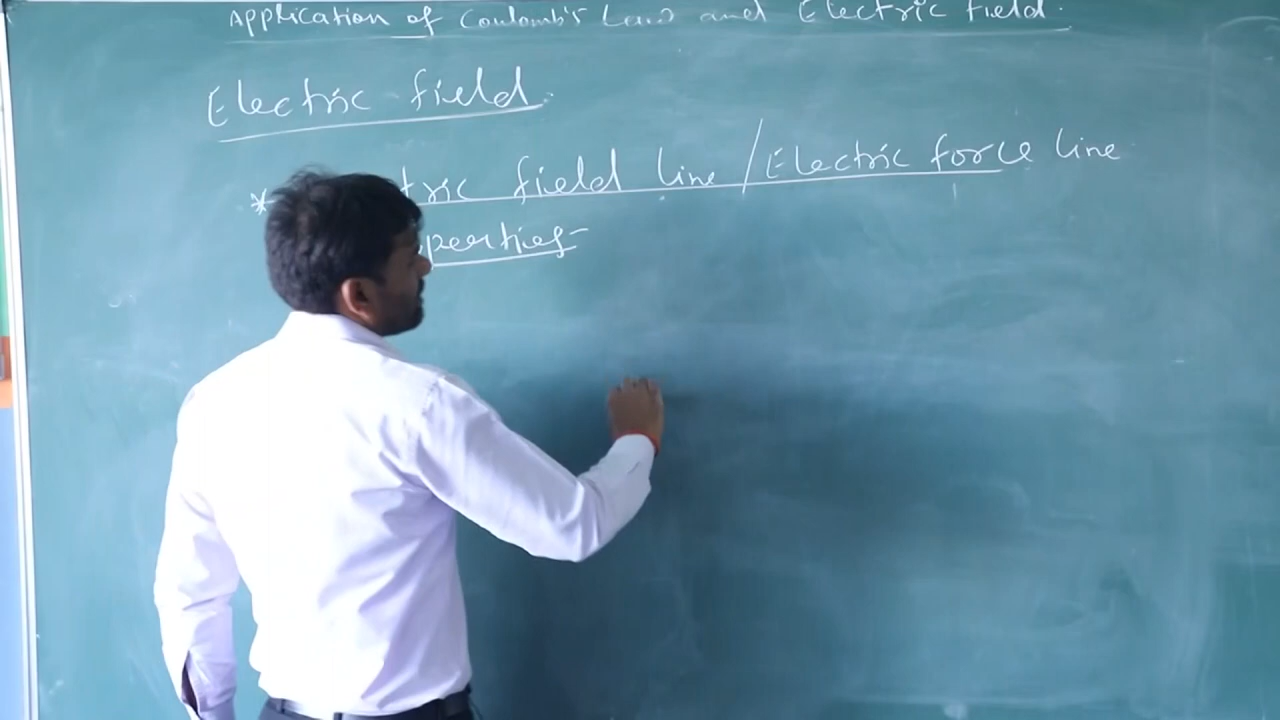 Application of Coulomb's Law and Electric field.
Electric field.
* tric field line / Electric force line
perties-